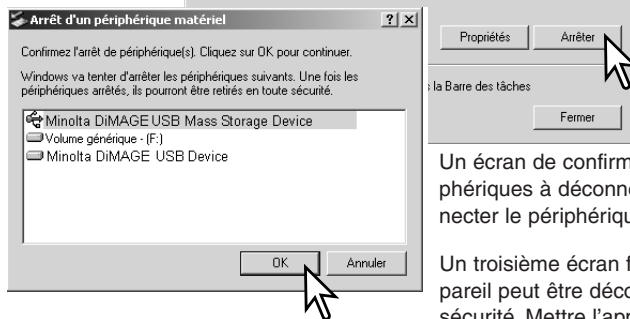 Arrêt d'un périphérique matériel
Confirmez l'arrêt de périphérique(s). Cliquez sur OK pour continuer.
Windows va tenter d'arrêter les périphériques suivants. Une fois les
périphériques arrêtés, ils pourront être retirés en toute sécurité.
Minolta DiMAGE USB Mass Storage Device
Volume générique - (F:)
Minolta DiMAGE USB Device
OK
Annuler
Propriétés
Arrêter
la Barre des tâches
Fermer
Un écran de confirm
phériques à déconne
necter le périphériqu
Un troisième écran f
pareil peut être déco
sécurité. Mettre l'appr